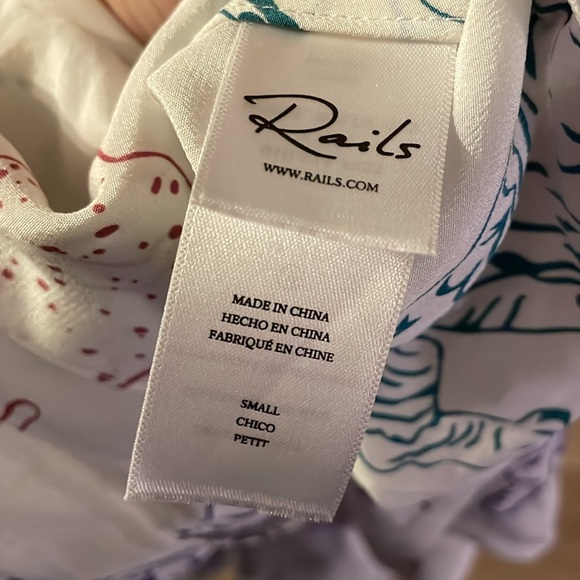 Rails
WWW.RAILS.COM
MADE IN CHINA
HECHO EN CHINA
FABRIQUÉ EN CHINE
SMALL
CHICO
PETIT